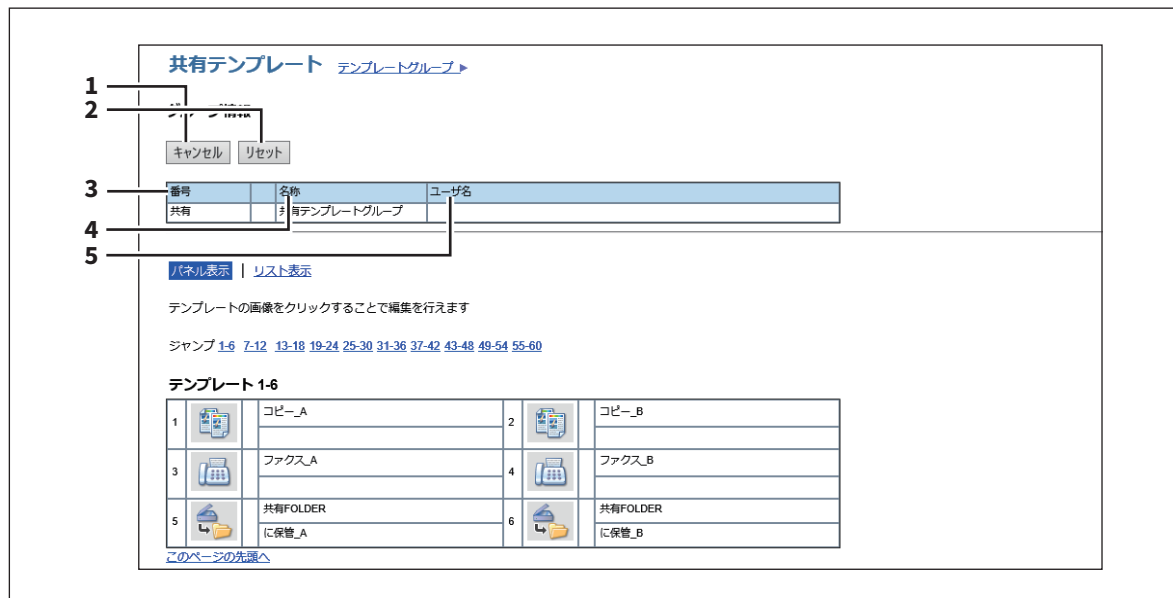 共有テンプレート テンプレートグループ ▶
1
2
キャンセル リセット
3
番号 名称 ユーザ名
共有 共有テンプレートグループ
4
5
パネル表示 | リスト表示
テンプレートの画像をクリックすることで編集を行えます
ジャンプ 1-6 7-12 13-18 19-24 25-30 31-36 37-42 43-48 49-54 55-60
テンプレート 1-6
1 コピー_A 2 コピー_B
3 ファクス_A 4 ファクス_B
5 共有FOLDER 6 共有FOLDER
に保管_A に保管_B
このページの先頭へ